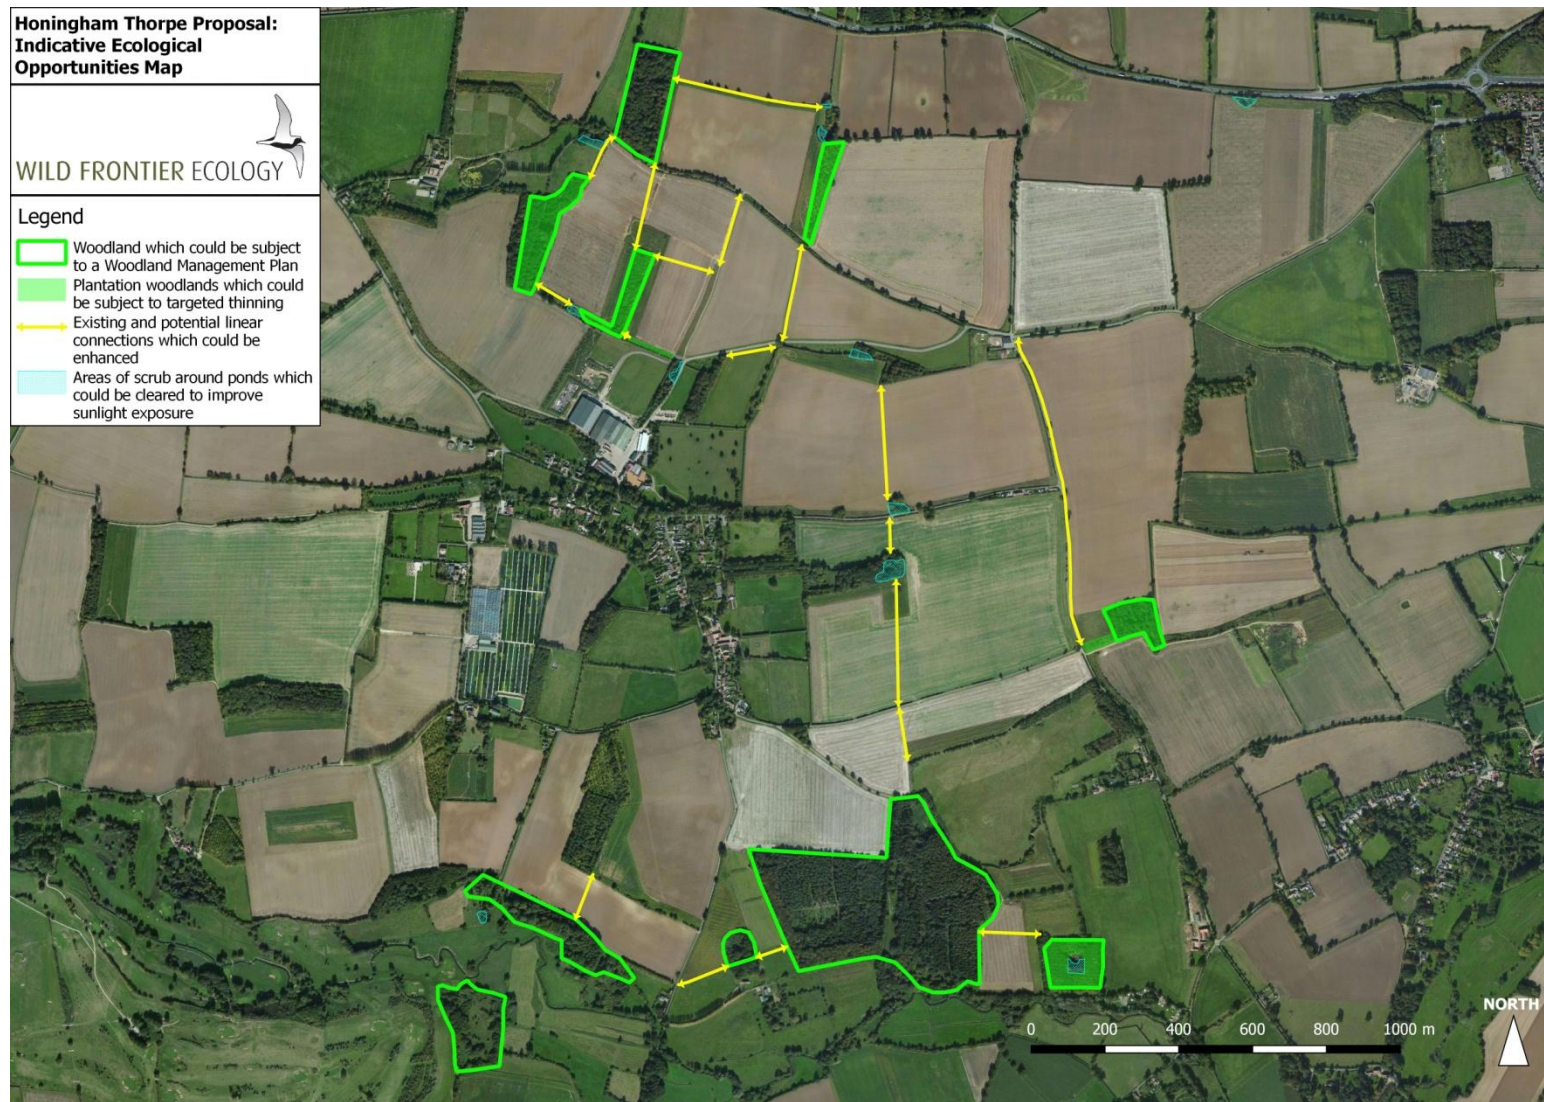 Honingham Thorpe Proposal:
Indicative Ecological
Opportunities Map
WILD FRONTIER ECOLOGY
Legend
Woodland which could be subject
to a Woodland Management Plan
Plantation woodlands which could
be subject to targeted thinning
Existing and potential linear
connections which could be
enhanced
Areas of scrub around ponds which
could be cleared to improve
sunlight exposure
NORTH
0 200 400 600 800 1000 m